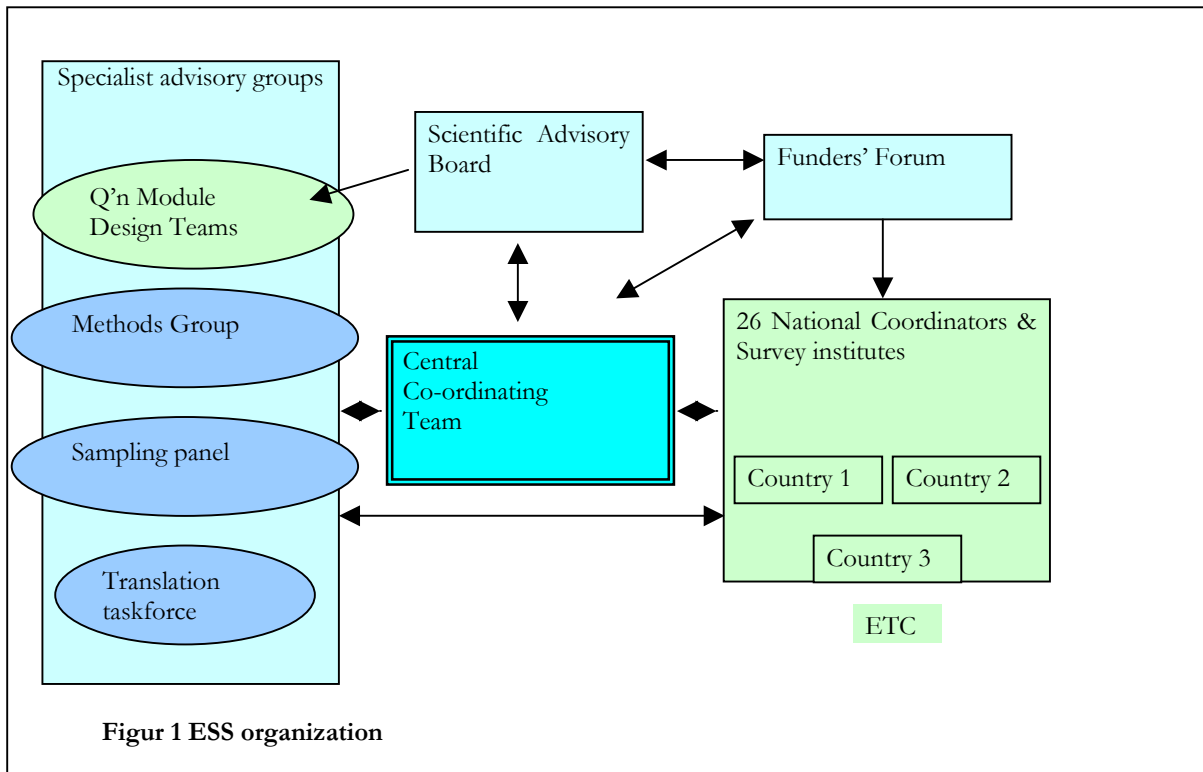 Specialist advisory groups
Q'n Module
Design Teams
Methods Group
Sampling panel
Translation
taskforce
Scientific Advisory
Board
Funders' Forum
Central
Co-ordinating
Team
26 National Coordinators &
Survey institutes
Country 1
Country 2
Country 3
ETC
Figur 1 ESS organization